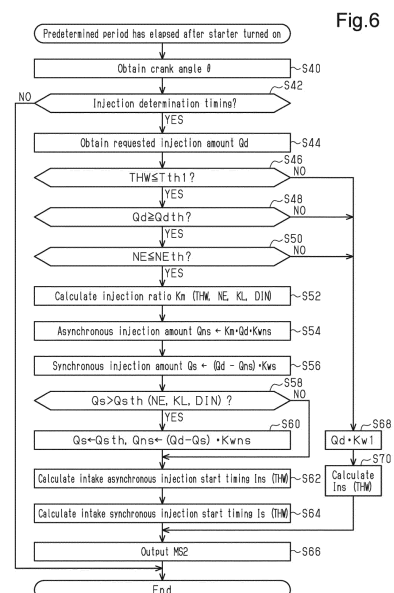 Fig.6
Predetermined period has elapsed after starter turned on
Obtain crank angle θ
S40
S42
NO
Injection determination timing?
YES
Obtain requested injection amount Qd
S44
S46
THW≦Tth1?
NO
YES
S48
Qd≧Qdth?
NO
YES
S50
NE≦NEth?
NO
YES
Calculate injection ratio Km (THW, NE, KL, DIN)
S52
Asynchronous injection amount Qns ← Km・Qd・Kwns
S54
Synchronous injection amount Qs ← (Qd - Qns)・Kws
S56
S58
Qs>Qsth (NE, KL, DIN) ?
NO
YES
S60
Qs←Qsth, Qns← (Qd-Qs) ・Kwns
S68
Qd・Kw1
S70
Calculate
Ins (THW)
Calculate intake asynchronous injection start timing Ins (THW)
S62
Calculate intake synchronous injection start timing Is (THW)
S64
Output MS2
S66
End